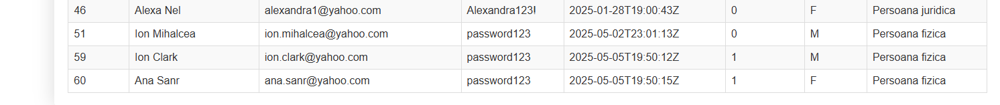 46 Alexa Nel alexandra1@yahoo.com Alexandra123! 2025-01-28T19:00:43Z 0 F Persoana juridica
51 Ion Mihalcea ion.mihalcea@yahoo.com password123 2025-05-02T23:01:13Z 0 M Persoana fizica
59 Ion Clark ion.clark@yahoo.com password123 2025-05-05T19:50:12Z 1 M Persoana fizica
60 Ana Sanr ana.sanr@yahoo.com password123 2025-05-05T19:50:15Z 1 F Persoana fizica